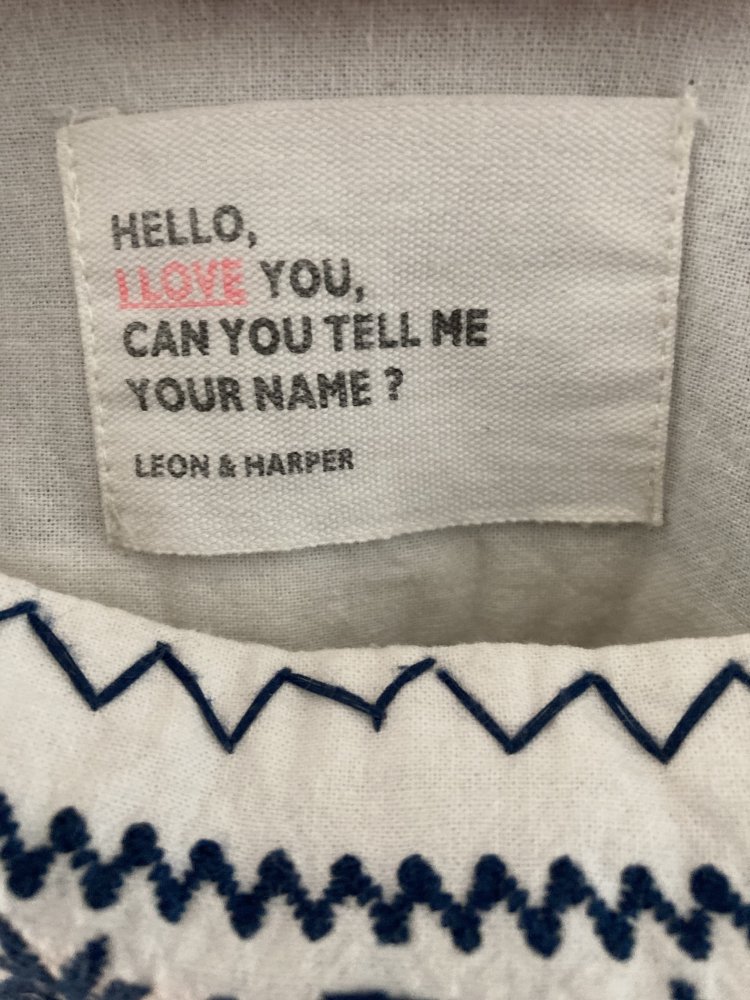 HELLO,
I LOVE YOU,
CAN YOU TELL ME
YOUR NAME ?
LEON & HARPER